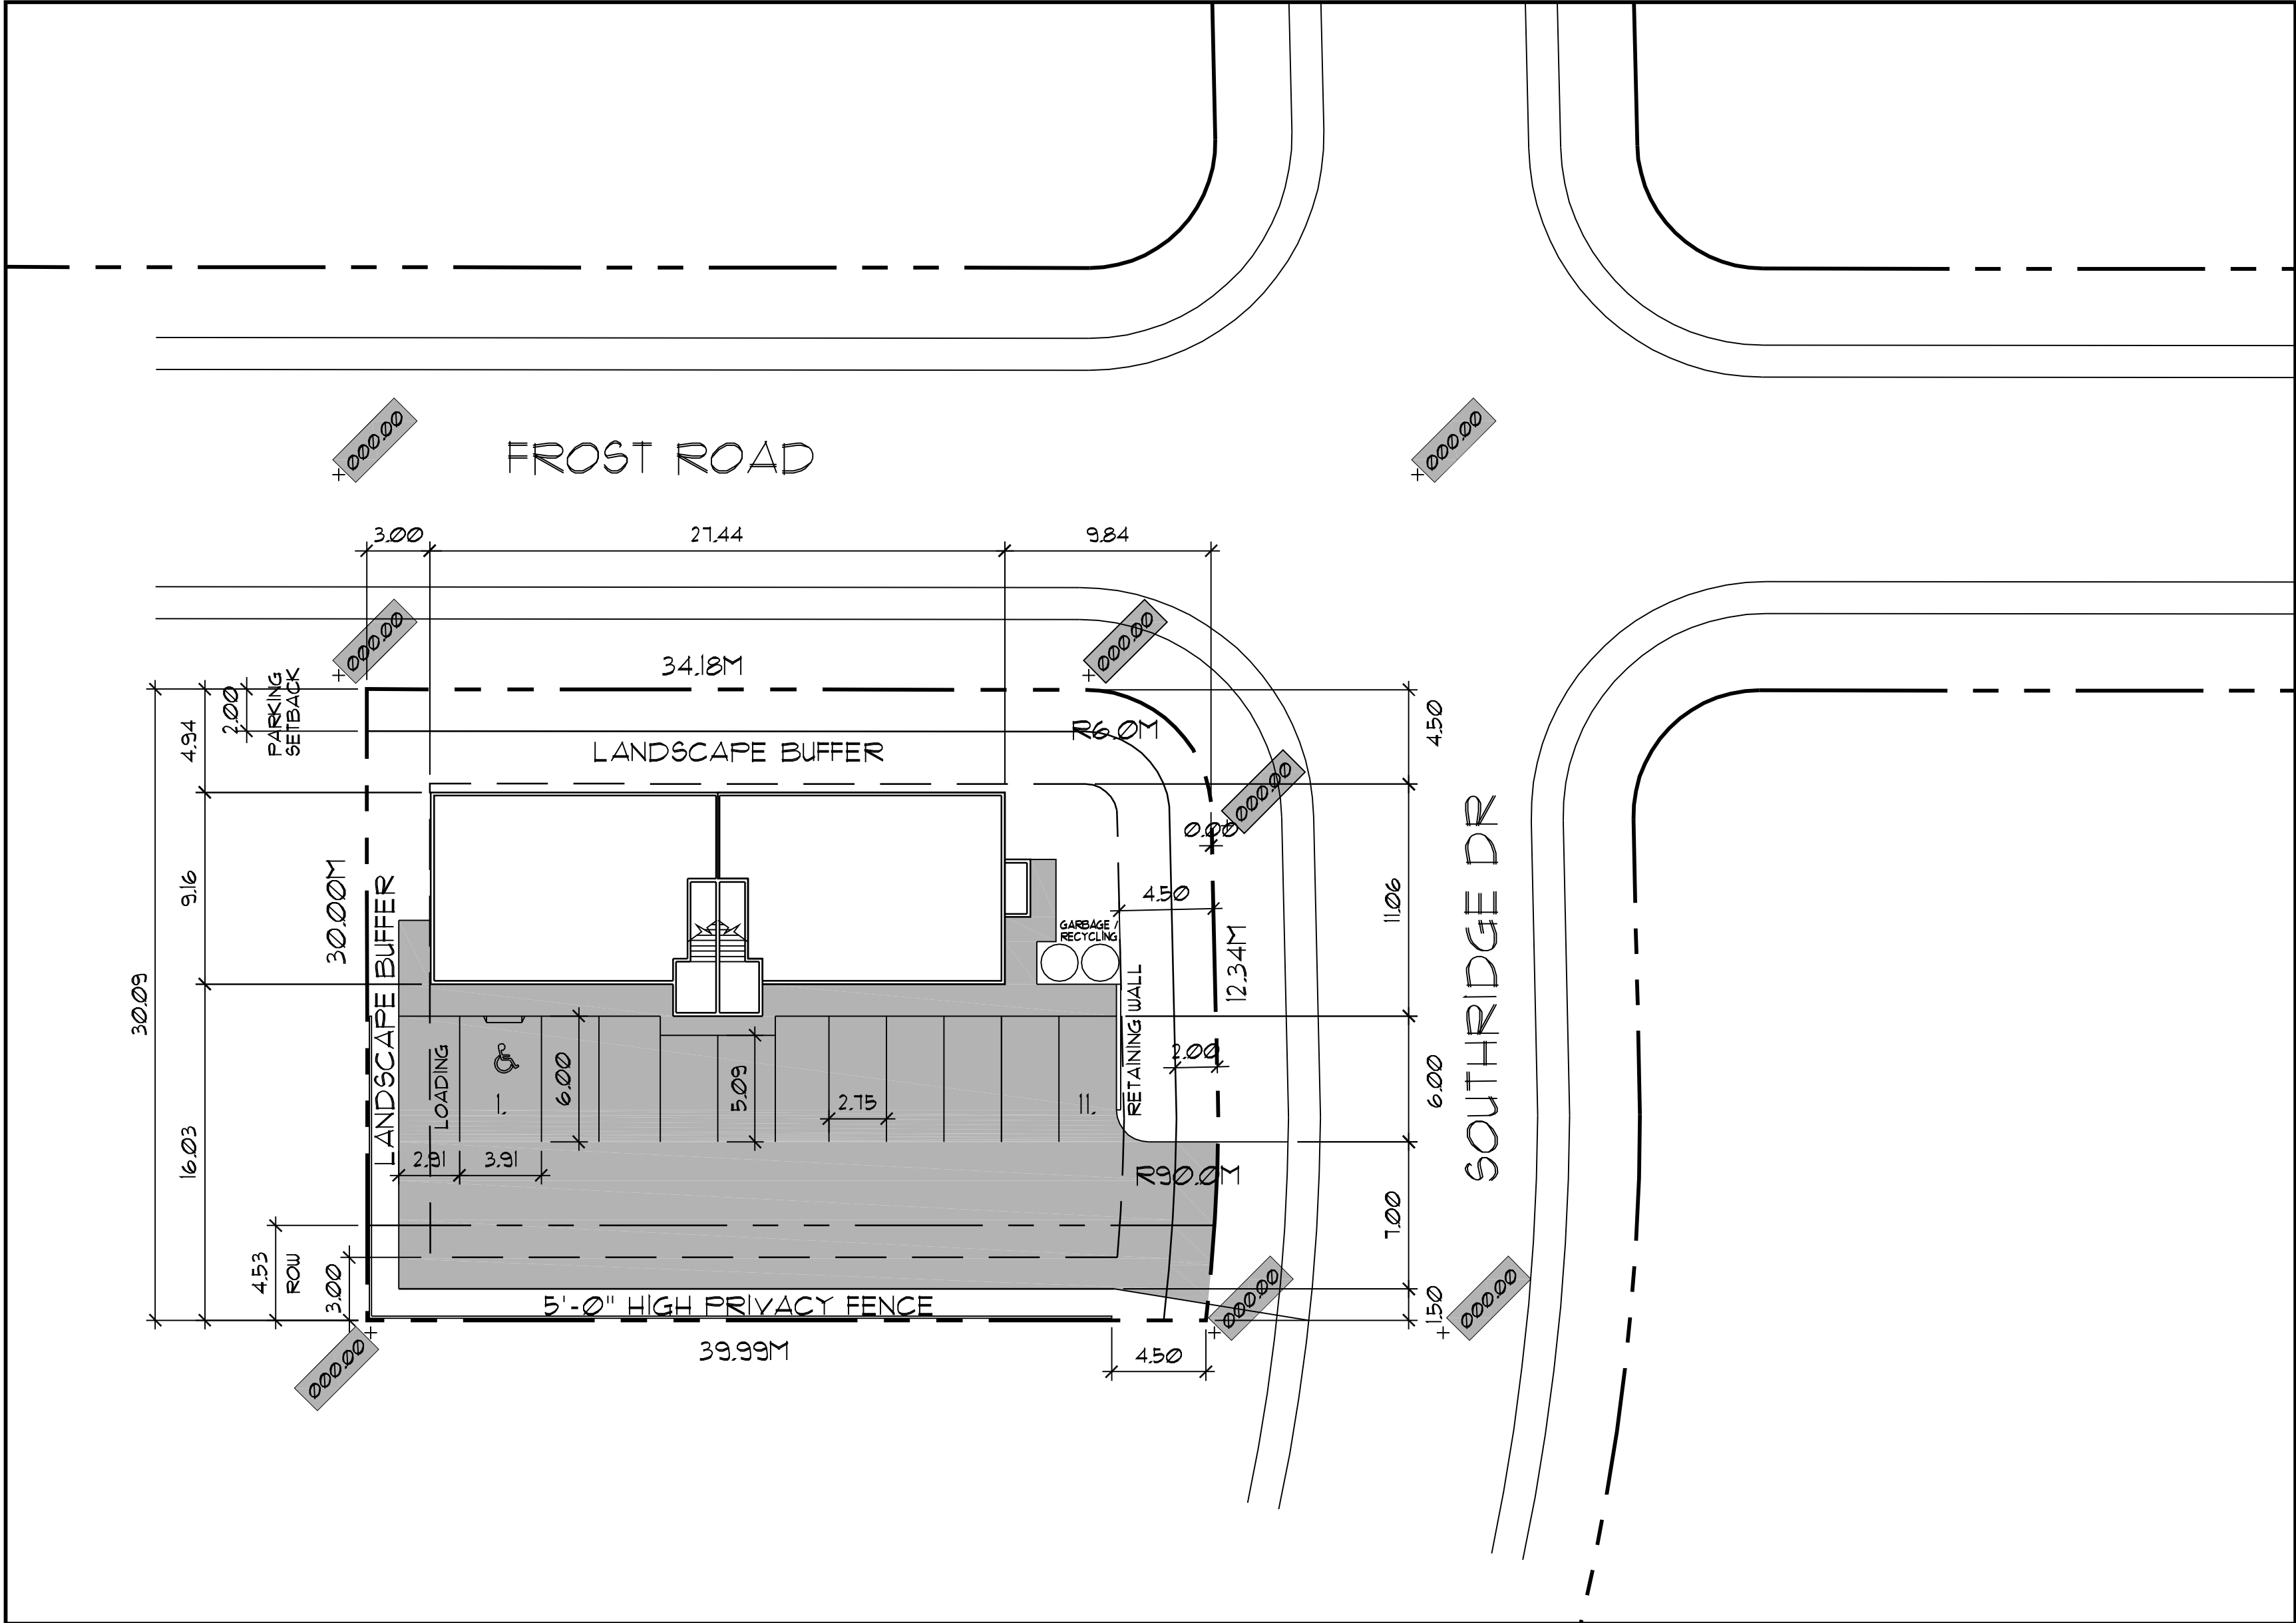 000.00
000.00
FROST ROAD
3.00
27.44
9.84
000.00
000.00
34.18M
2.00
PARKING
SETBACK
4.94
R6.0M
4.50
LANDSCAPE BUFFER
000.00
0.00
9.16
30.00M
LANDSCAPE BUFFER
4.50
11.06
GARBAGE /
RECYCLING
12.34M
SOUTHRIDGE DR
30.09
RETAINING WALL
2.00
LOADING
1.
6.00
5.09
2.75
11.
6.00
16.03
2.91
3.91
R90.0M
7.00
4.53
ROW
3.00
5'-0" HIGH PRIVACY FENCE
000.00
1.50
000.00
39.99M
4.50
000.00